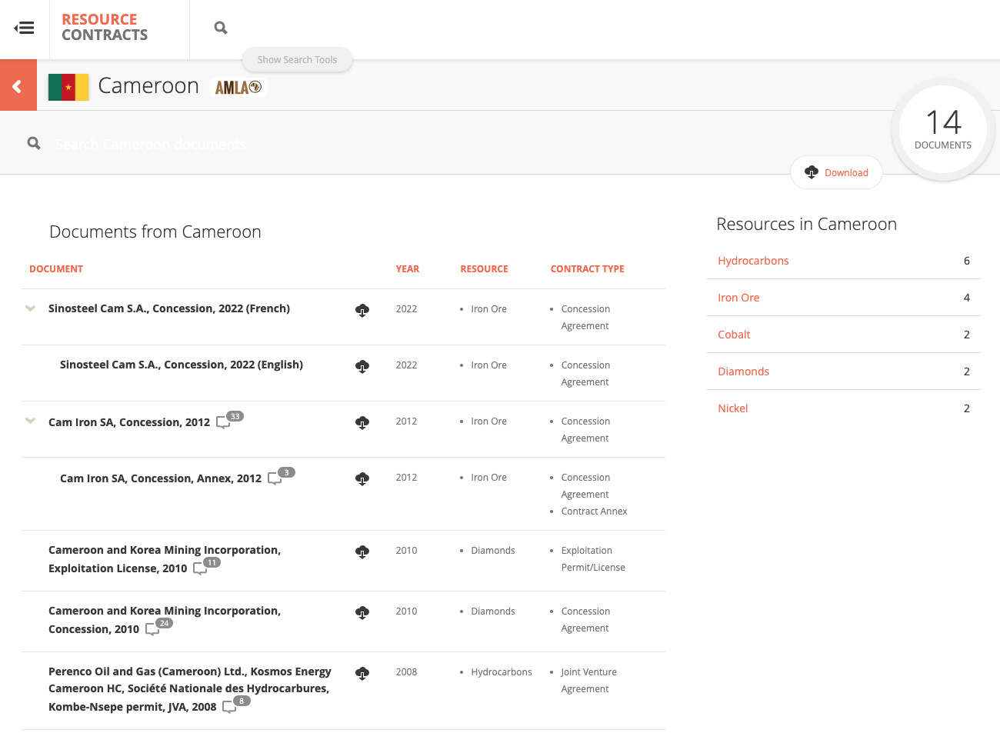 RESOURCE
CONTRACTS
Show Search Tools
Cameroon
AMLA
14
DOCUMENTS
Search Cameroon documents
Download
Documents from Cameroon
DOCUMENT YEAR RESOURCE CONTRACT TYPE
Sinosteel Cam S.A., Concession, 2022 (French) 2022 Iron Ore Concession
Agreement
Sinosteel Cam S.A., Concession, 2022 (English) 2022 Iron Ore Concession
Agreement
Cam Iron SA, Concession, 2012 33 2012 Iron Ore Concession
Agreement
Cam Iron SA, Concession, Annex, 2012 3 2012 Iron Ore Concession
Agreement
Contract Annex
Cameroon and Korea Mining Incorporation, 2010 Diamonds Exploitation
Exploitation License, 2010 11 Permit/License
Cameroon and Korea Mining Incorporation, 2010 Diamonds Concession
Concession, 2010 24 Agreement
Perenco Oil and Gas (Cameroon) Ltd., Kosmos Energy 2008 Hydrocarbons Joint Venture
Cameroon HC, Société Nationale des Hydrocarbures, Agreement
Kombe-Nsepe permit, JVA, 2008 8
Resources in Cameroon
Hydrocarbons 6
Iron Ore 4
Cobalt 2
Diamonds 2
Nickel 2